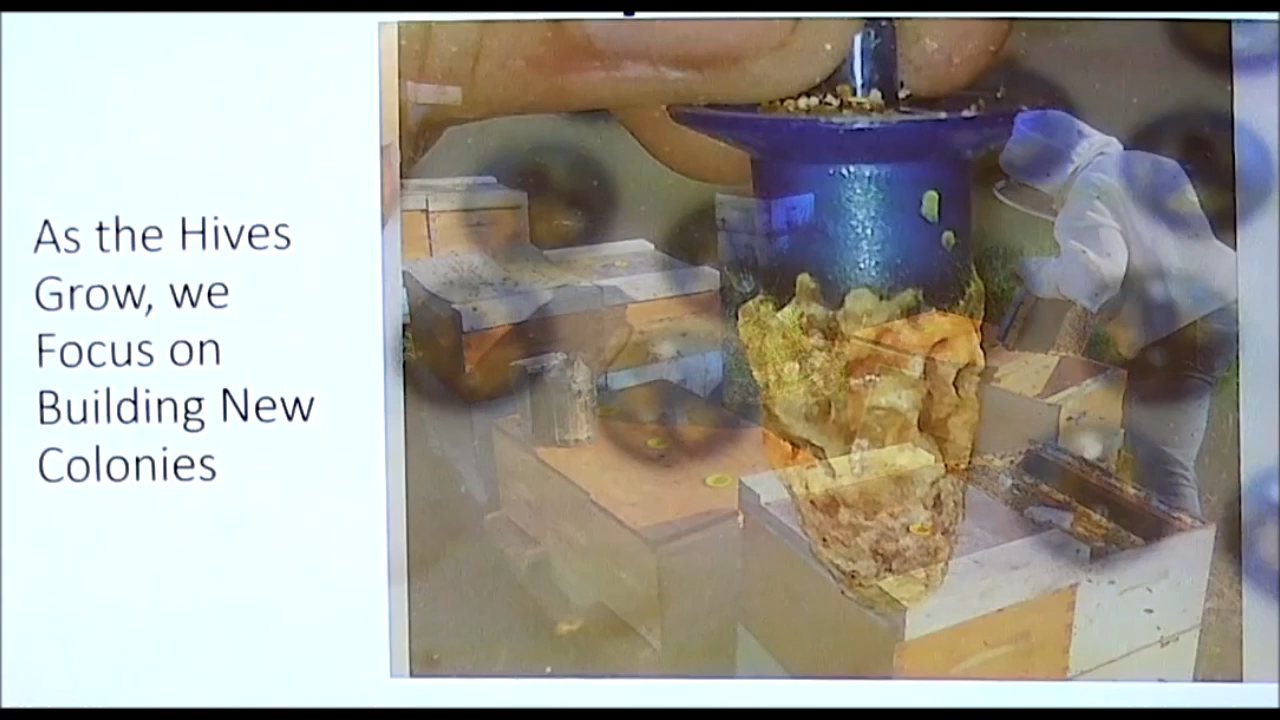 As the Hives
Grow, we
Focus on
Building New
Colonies